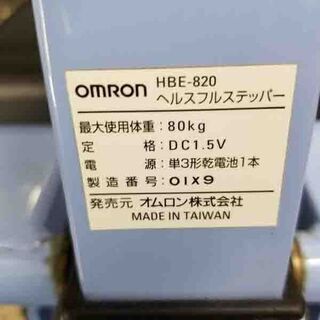 OMRON HBE-820
ヘルスフルステッパー
最大使用体重：80kg
定格：DC1.5V
電源：単3形乾電池1本
製造番号：OIX9
発売元 オムロン株式会社
MADE IN TAIWAN